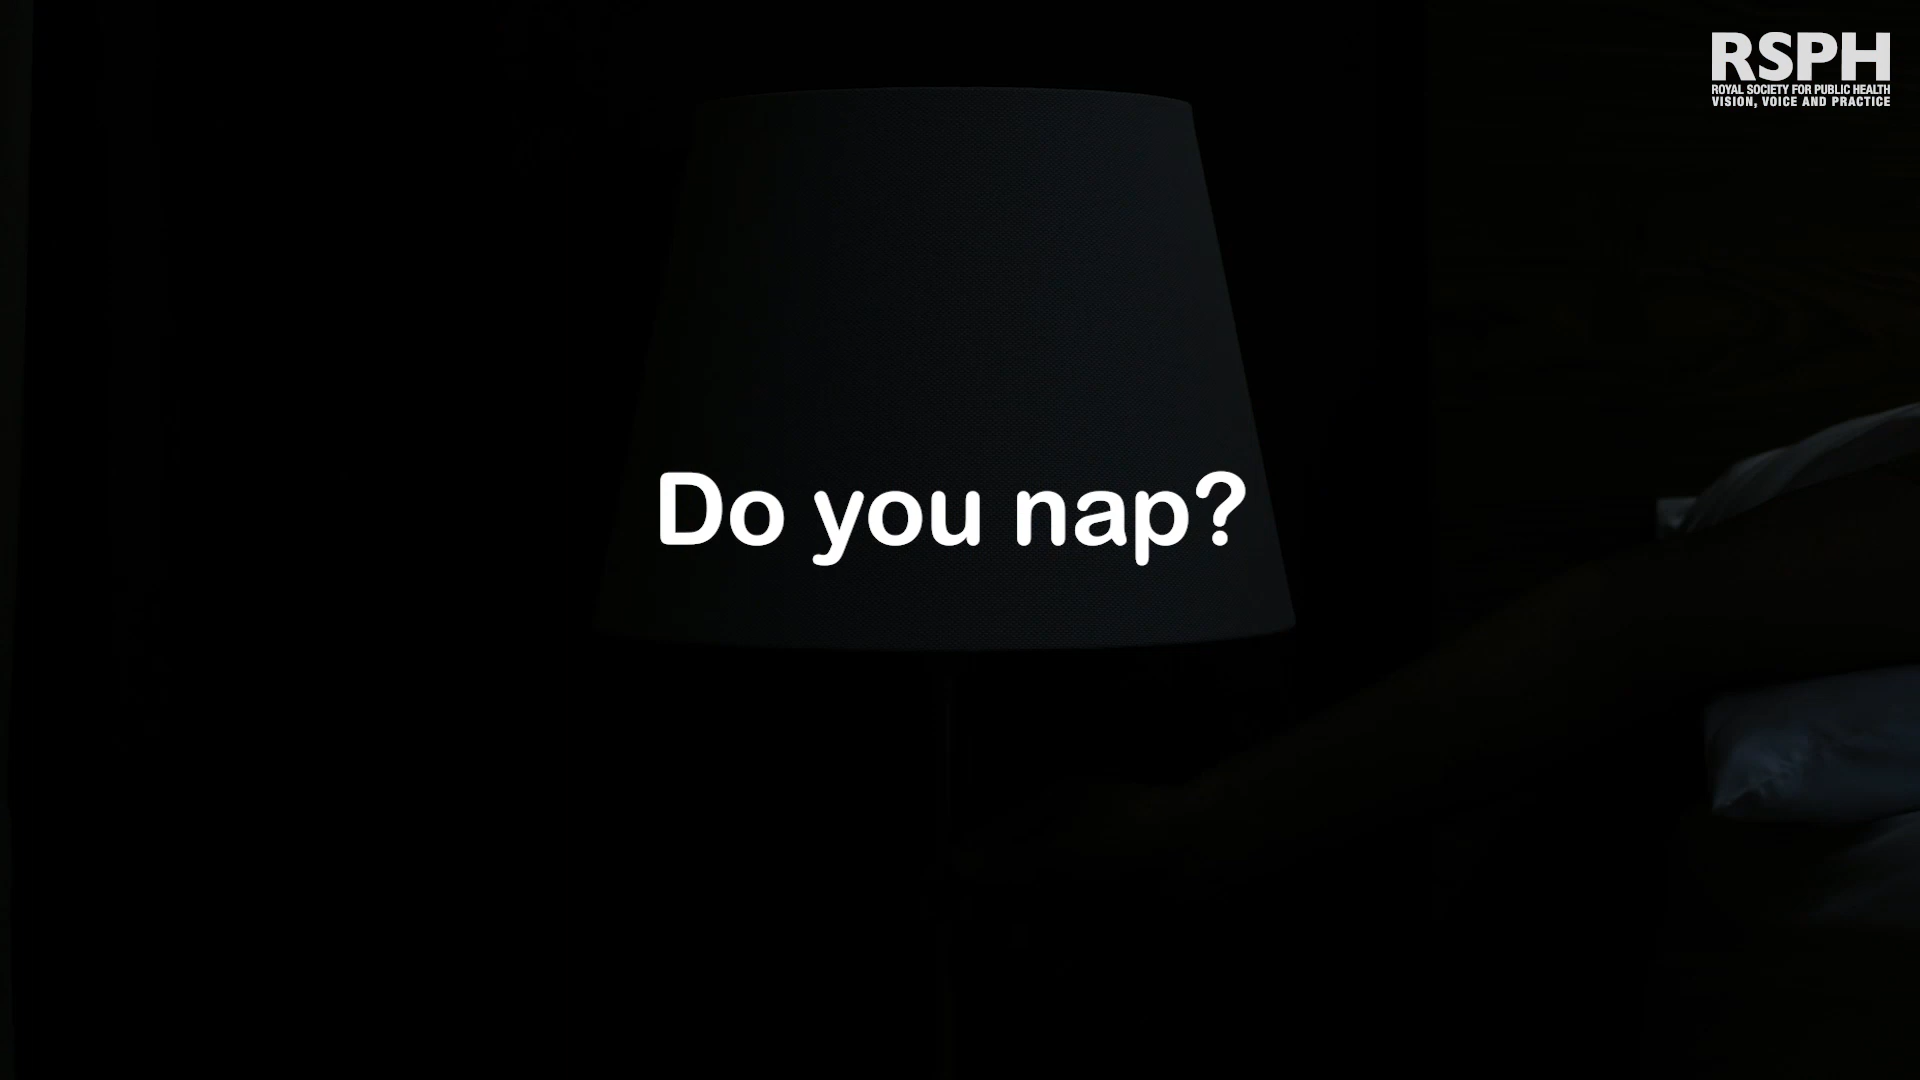 RSPH
ROYAL SOCIETY FOR PUBLIC HEALTH
VISION, VOICE AND PRACTICE
Do you nap?